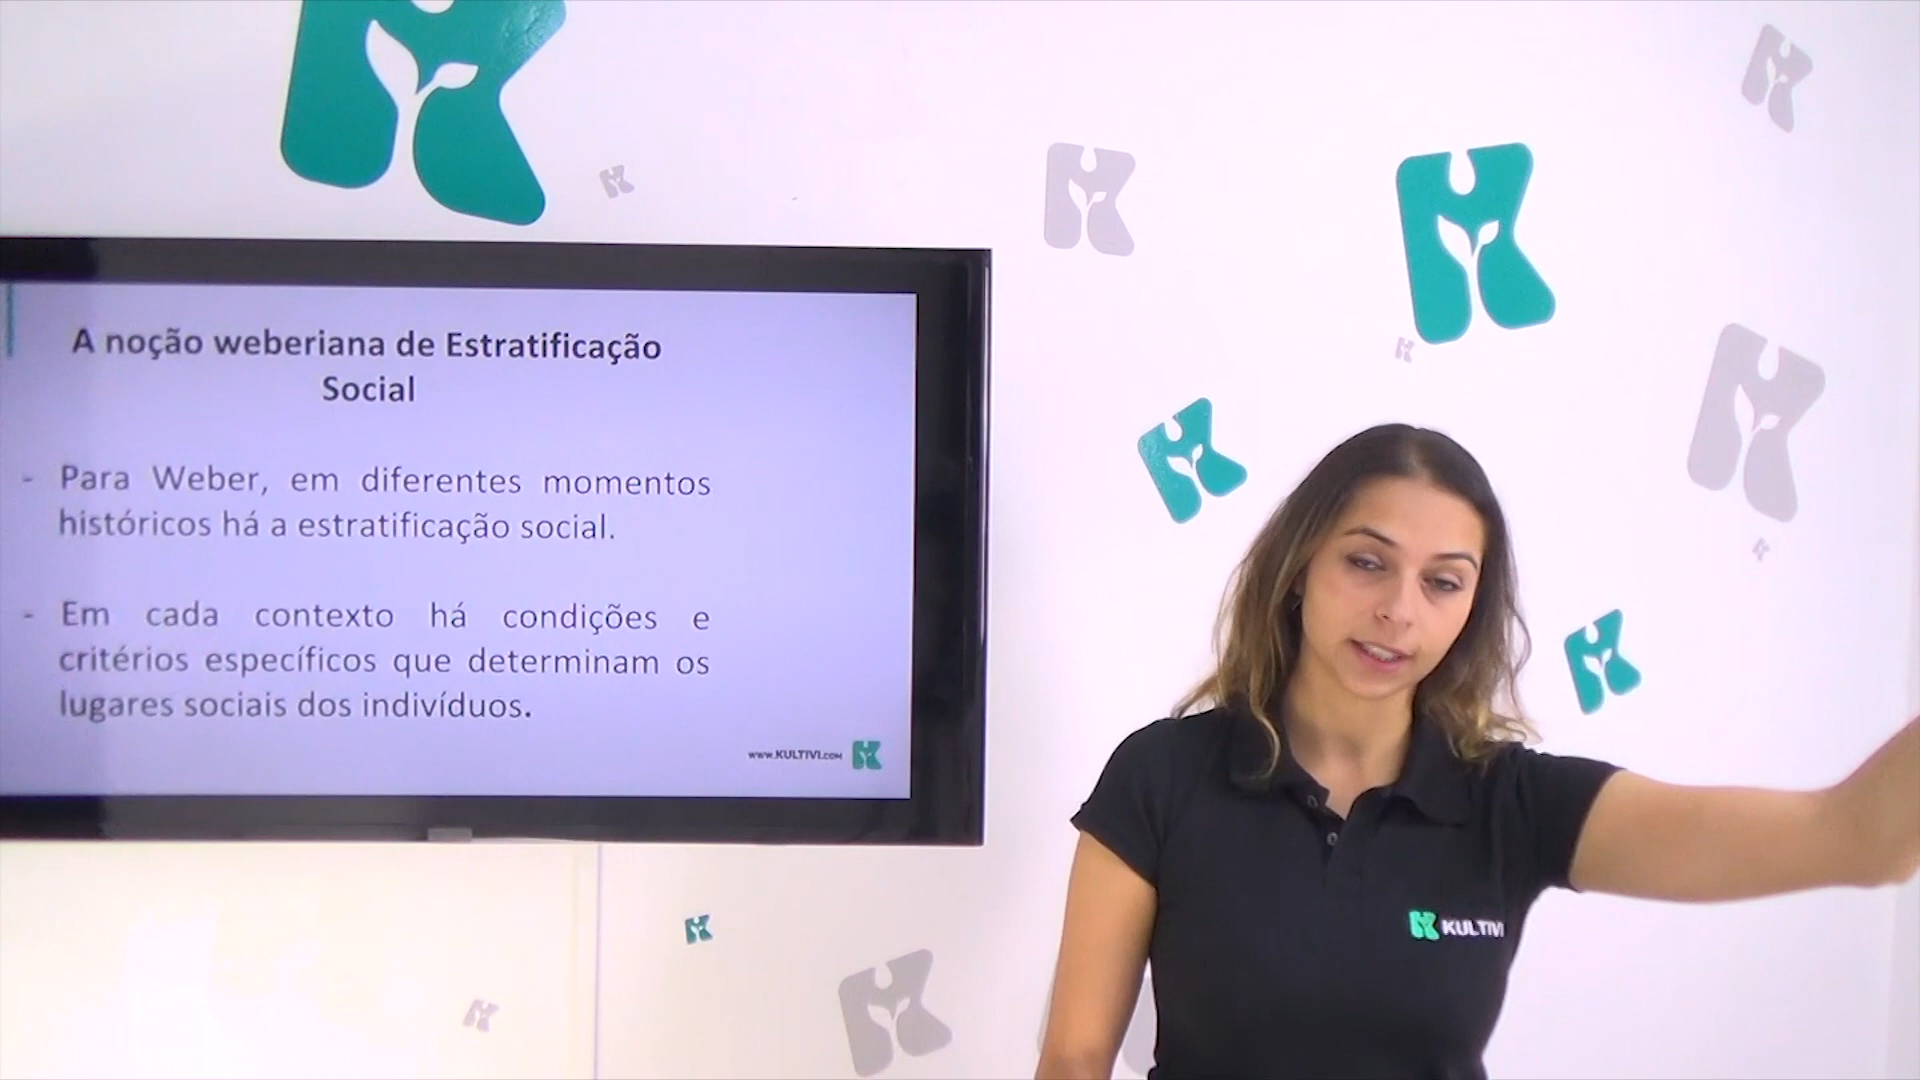 A noção weberiana de Estratificação
Social
- Para Weber, em diferentes momentos
históricos há a estratificação social.
- Em cada contexto há condições e
critérios específicos que determinam os
lugares sociais dos indivíduos.
www.KULTIVI.com
KULTIVI